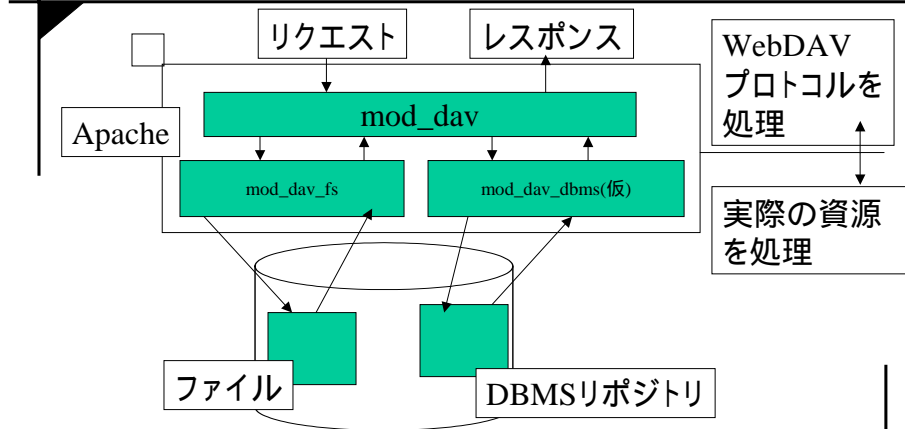 リクエスト
レスポンス
WebDAV
プロトコルを
処理
mod_dav
Apache
mod_dav_fs
mod_dav_dbms(仮)
実際の資源
を処理
ファイル
DBMSリポジトリ